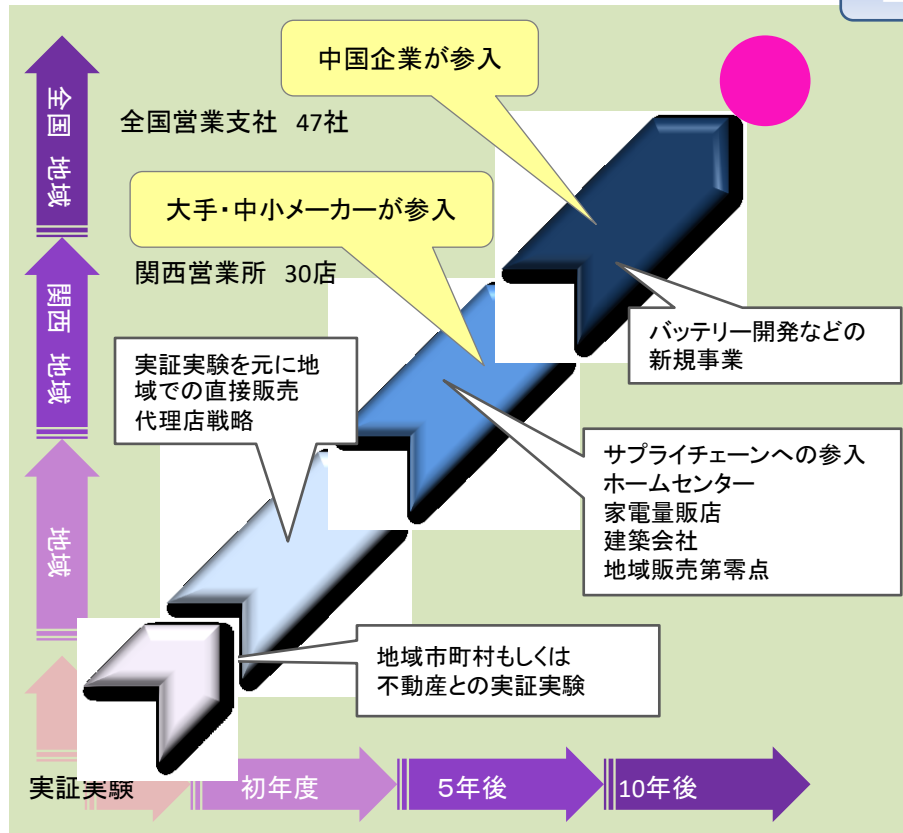 中国企業が参入
全国 地域
全国営業支社 47社
大手・中小メーカーが参入
関西営業所 30店
関西 地域
バッテリー開発などの
新規事業
実証実験を元に地
域での直接販売
代理店戦略
サプライチェーンへの参入
ホームセンター
家電量販店
建築会社
地域販売第零点
地域
地域市町村もしくは
不動産との実証実験
実証実験
初年度
5年後
10年後